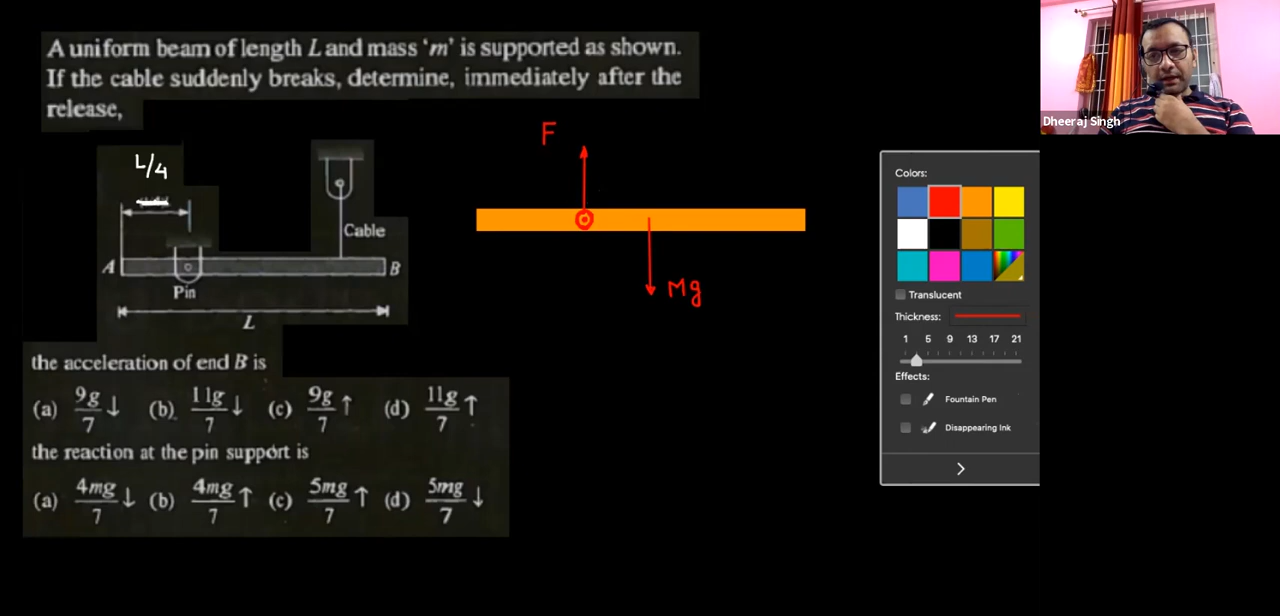 A uniform beam of length L and mass 'm' is supported as shown.
If the cable suddenly breaks, determine, immediately after the
release,
Dheeraj Singh
F
L/4
Cable
A
B
Pin
L
Mg
the acceleration of end B is
(a) 9g/7 ↓ (b) 11g/7 ↓ (c) 9g/7 ↑ (d) 11g/7 ↑
the reaction at the pin support is
(a) 4mg/7 ↓ (b) 4mg/7 ↑ (c) 5mg/7 ↑ (d) 5mg/7 ↓
Colors:
Translucent
Thickness:
1 5 9 13 17 21
Effects:
Fountain Pen
Disappearing Ink